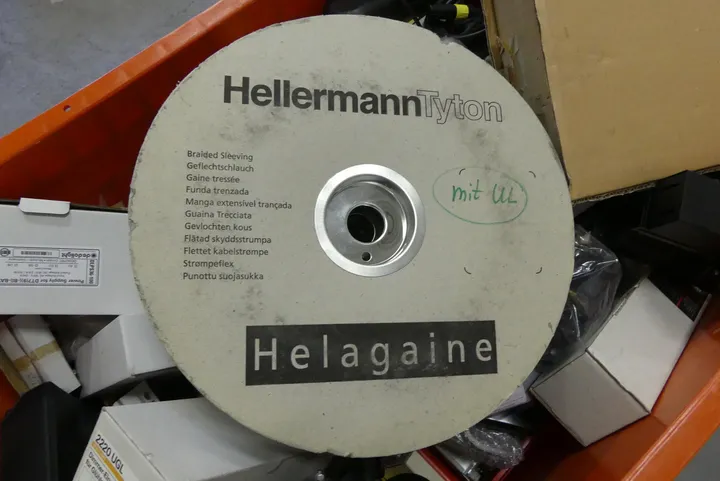 HellermannTyton
Braided Sleeving
Geflechtschlauch
Gaine tressée
Funda trenzada
Manga extensível trançada
Guaina Trecciata
Gevlochten kous
Flätad skyddsstrumpa
Flettet kabelstrømpe
Strømpeflex
Punottu suojasukka
mit UL
Helagaine
dedolight
2220 UGL